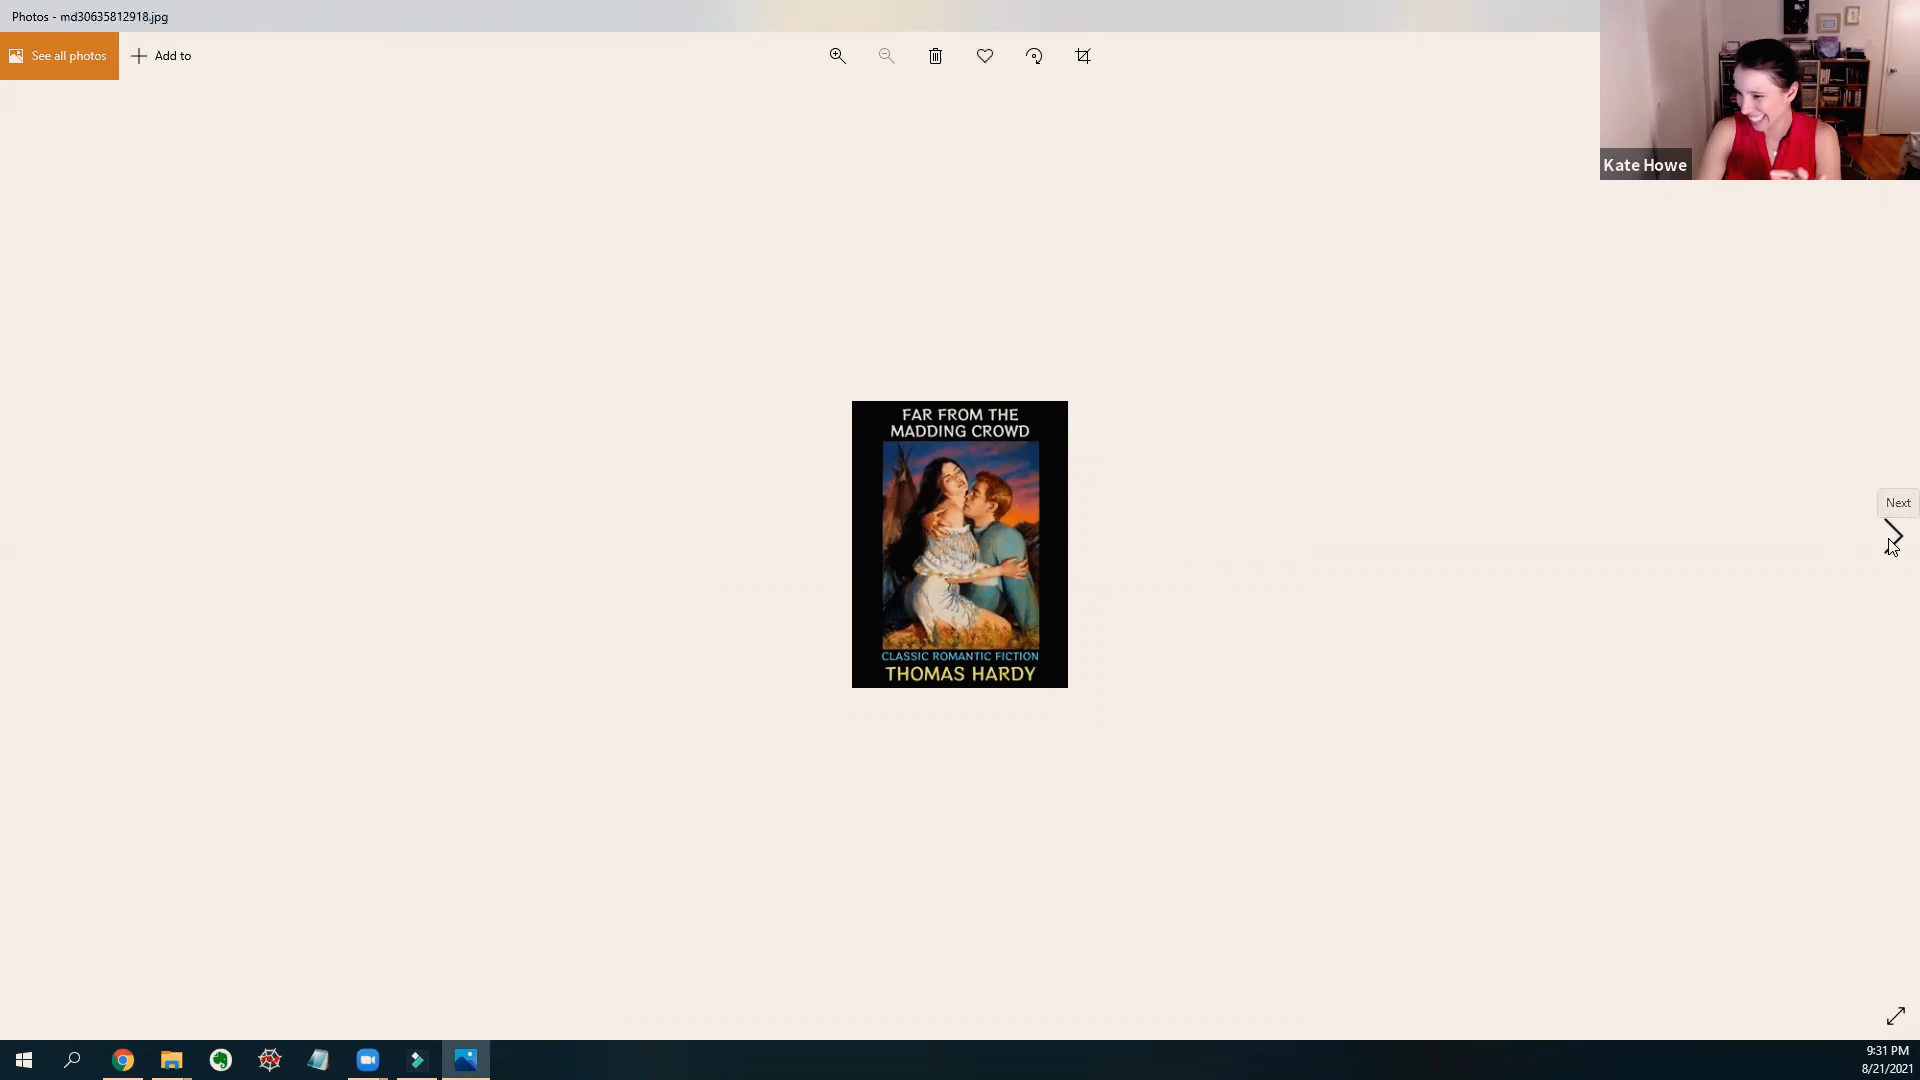 Photos - md30635812918.jpg
See all photos
Add to
Kate Howe
FAR FROM THE
MADDING CROWD
CLASSIC ROMANTIC FICTION
THOMAS HARDY
Next
9:31 PM
8/21/2021